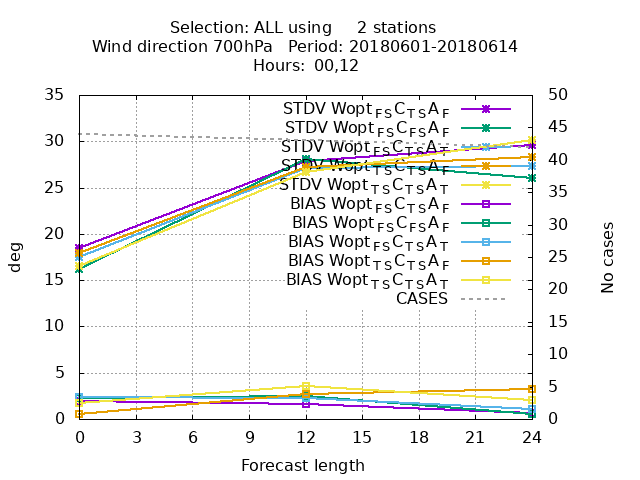 Selection: ALL using 2 stations
Wind direction 700hPa Period: 20180601-20180614
Hours: 00,12
35 50
STDV Wopt FS C TS A F
45
STDV Wopt FS C FS A F
30
STDV Wopt FS C TS A T
40
STDV Wopt TS C TS A F
25 35
STDV Wopt TS C TS A T
BIAS Wopt FS C TS A F
30
BIAS Wopt FS C FS A F
20
BIAS Wopt FS C TS A T
25
BIAS Wopt TS C TS A F
15 20
BIAS Wopt TS C TS A T
CASES
15
10
10
5
5
0 0
deg
No cases
0 3 6 9 12 15 18 21 24
Forecast length